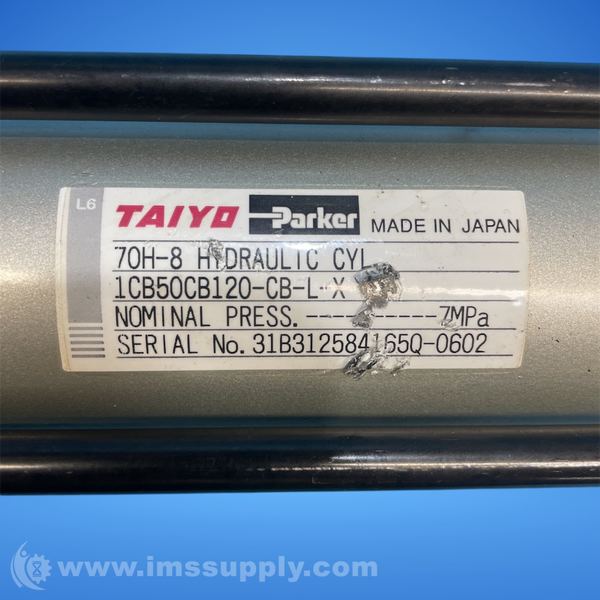 L6
TAIYO Parker MADE IN JAPAN
70H-8 HYDRAULIC CYL
1CB50CB120-CB-L X
NOMINAL PRESS. ----------- 7MPa
SERIAL No. 31B312584165Q-0602
www.imssupply.com